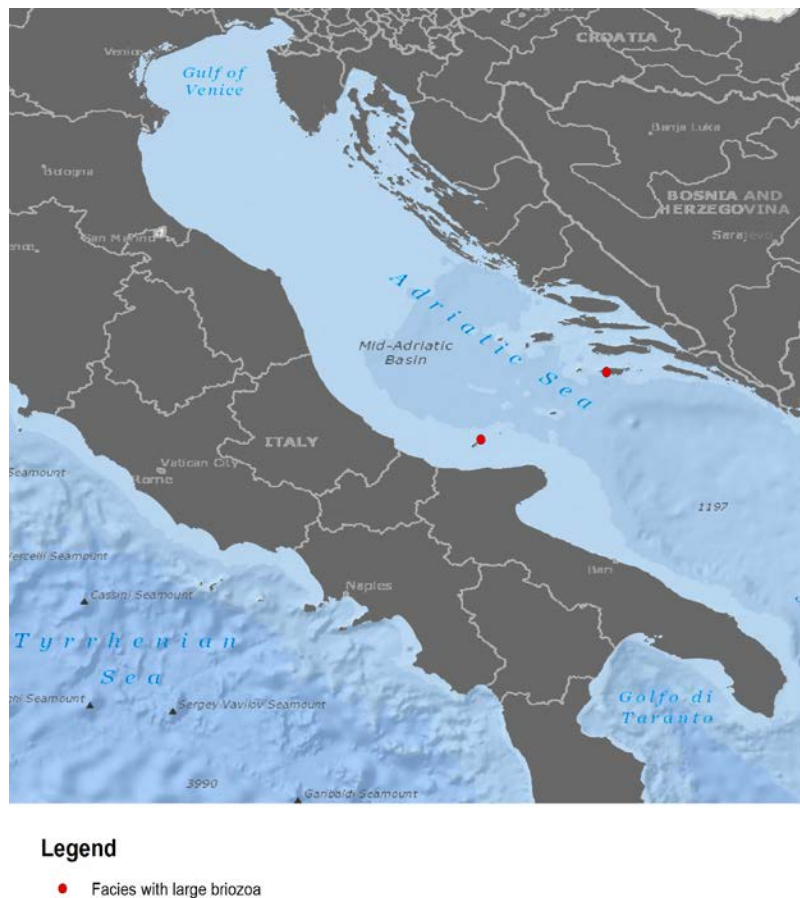 CROATIA
Venice
Gulf of
Venice
Banja Luka
Bologna
BOSNIA AND
HERZEGOVINA
San Marino
Sarajevo
Adriatic Sea
Mid-Adriatic
Basin
ITALY
Vatican City
Rome
Seamount
1197
Vercelli Seamount
Bari
Naples
Cassini Seamount
Tyrrhenian
Sea
Golfo di
Taranto
Seamount
Sergey Vavilov Seamount
3990
Garibaldi Seamount
Legend
Facies with large briozoa